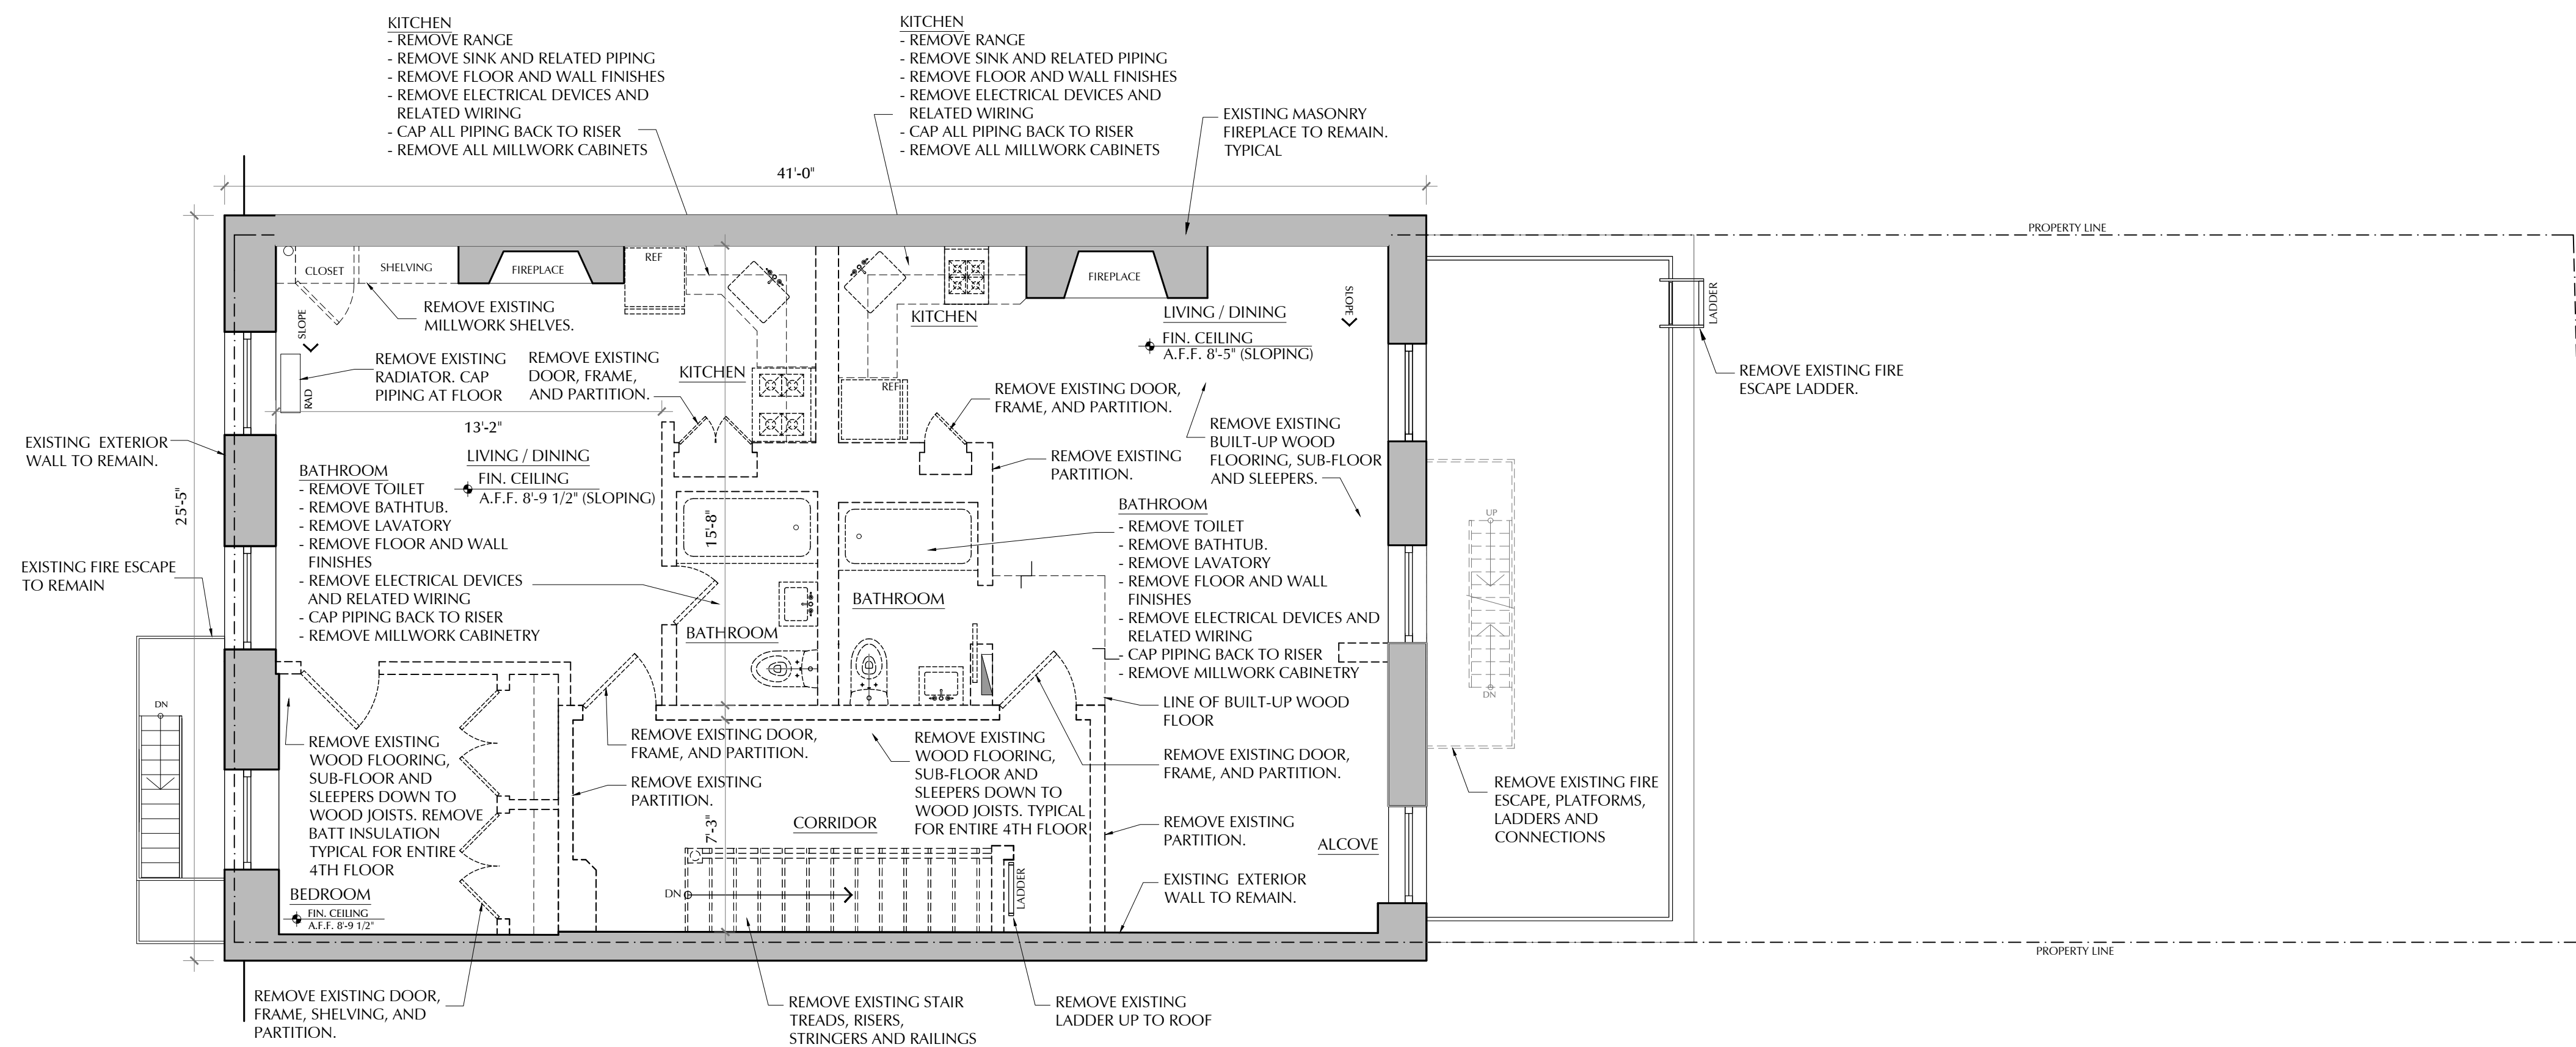 KITCHEN
- REMOVE RANGE
- REMOVE SINK AND RELATED PIPING
- REMOVE FLOOR AND WALL FINISHES
- REMOVE ELECTRICAL DEVICES AND
RELATED WIRING
- CAP ALL PIPING BACK TO RISER
- REMOVE ALL MILLWORK CABINETS
KITCHEN
- REMOVE RANGE
- REMOVE SINK AND RELATED PIPING
- REMOVE FLOOR AND WALL FINISHES
- REMOVE ELECTRICAL DEVICES AND
RELATED WIRING
- CAP ALL PIPING BACK TO RISER
- REMOVE ALL MILLWORK CABINETS
EXISTING MASONRY
FIREPLACE TO REMAIN.
TYPICAL
41'-0"
PROPERTY LINE
CLOSET
SHELVING
FIREPLACE
REF
FIREPLACE
SLOPE
REMOVE EXISTING
MILLWORK SHELVES.
KITCHEN
LIVING / DINING
FIN. CEILING
A.F.F. 8'-5" (SLOPING)
SLOPE
LADDER
REMOVE EXISTING FIRE
ESCAPE LADDER.
REMOVE EXISTING
RADIATOR. CAP
PIPING AT FLOOR
RAD
REMOVE EXISTING
DOOR, FRAME,
AND PARTITION.
KITCHEN
REF
REMOVE EXISTING DOOR,
FRAME, AND PARTITION.
REMOVE EXISTING
BUILT-UP WOOD
FLOORING, SUB-FLOOR
AND SLEEPERS.
13'-2"
EXISTING EXTERIOR
WALL TO REMAIN.
LIVING / DINING
FIN. CEILING
A.F.F. 8'-9 1/2" (SLOPING)
REMOVE EXISTING
PARTITION.
25'-5"
BATHROOM
- REMOVE TOILET
- REMOVE BATHTUB.
- REMOVE LAVATORY
- REMOVE FLOOR AND WALL
FINISHES
- REMOVE ELECTRICAL DEVICES
AND RELATED WIRING
- CAP PIPING BACK TO RISER
- REMOVE MILLWORK CABINETRY
15'-8"
BATHROOM
- REMOVE TOILET
- REMOVE BATHTUB.
- REMOVE LAVATORY
- REMOVE FLOOR AND WALL
FINISHES
- REMOVE ELECTRICAL DEVICES AND
RELATED WIRING
- CAP PIPING BACK TO RISER
- REMOVE MILLWORK CABINETRY
UP
DN
EXISTING FIRE ESCAPE
TO REMAIN
BATHROOM
BATHROOM
LINE OF BUILT-UP WOOD
FLOOR
DN
REMOVE EXISTING
WOOD FLOORING,
SUB-FLOOR AND
SLEEPERS DOWN TO
WOOD JOISTS. REMOVE
BATT INSULATION
TYPICAL FOR ENTIRE
4TH FLOOR
REMOVE EXISTING DOOR,
FRAME, AND PARTITION.
REMOVE EXISTING
PARTITION.
REMOVE EXISTING
WOOD FLOORING,
SUB-FLOOR AND
SLEEPERS DOWN TO
WOOD JOISTS. TYPICAL
FOR ENTIRE 4TH FLOOR
REMOVE EXISTING DOOR,
FRAME, AND PARTITION.
REMOVE EXISTING FIRE
ESCAPE, PLATFORMS,
LADDERS AND
CONNECTIONS
7'-3"
CORRIDOR
REMOVE EXISTING
PARTITION.
ALCOVE
BEDROOM
FIN. CEILING
A.F.F. 8'-9 1/2"
DN
LADDER
EXISTING EXTERIOR
WALL TO REMAIN.
PROPERTY LINE
REMOVE EXISTING DOOR,
FRAME, SHELVING, AND
PARTITION.
REMOVE EXISTING STAIR
TREADS, RISERS,
STRINGERS AND RAILINGS
REMOVE EXISTING
LADDER UP TO ROOF